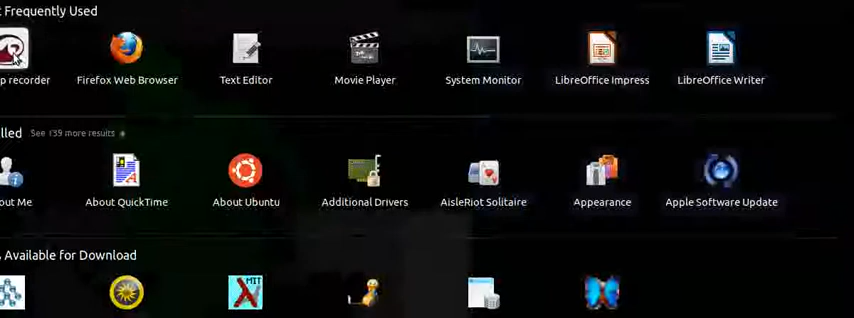 Frequently Used
p recorder Firefox Web Browser Text Editor Movie Player System Monitor LibreOffice Impress LibreOffice Writer
lled See 139 more results
out Me About QuickTime About Ubuntu Additional Drivers AisleRiot Solitaire Appearance Apple Software Update
Available for Download
MIT